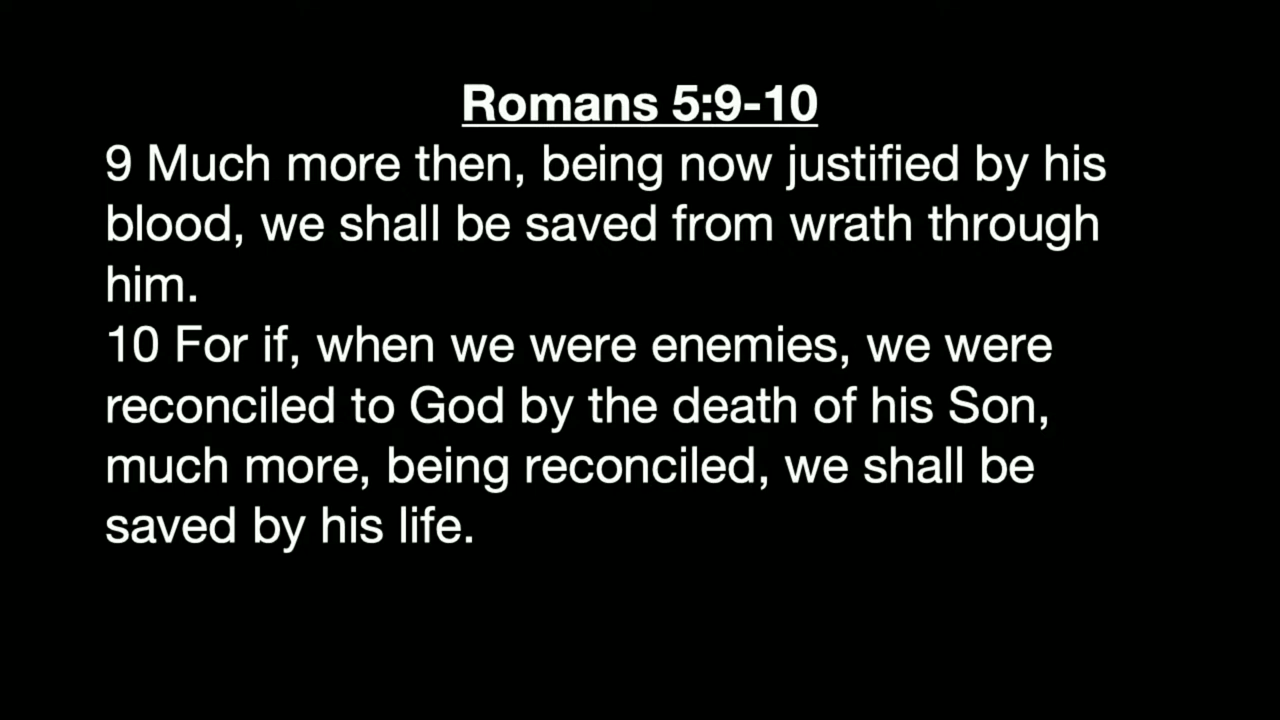 Romans 5:9-10
9 Much more then, being now justified by his
blood, we shall be saved from wrath through
him.
10 For if, when we were enemies, we were
reconciled to God by the death of his Son,
much more, being reconciled, we shall be
saved by his life.